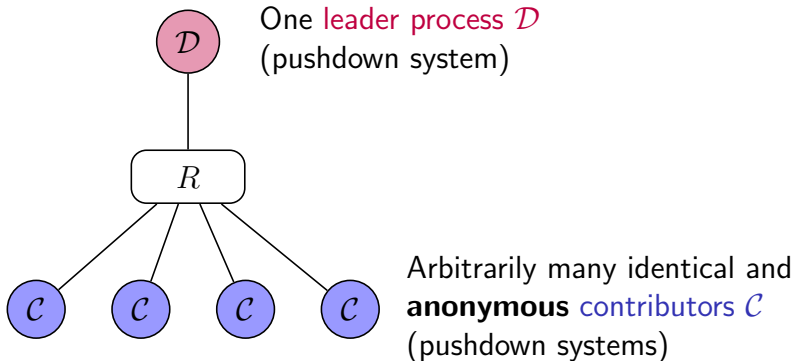 One leader process 𝒟
𝒟
(pushdown system)
R
Arbitrarily many identical and
𝒞 𝒞 𝒞 𝒞
anonymous contributors 𝒞
(pushdown systems)